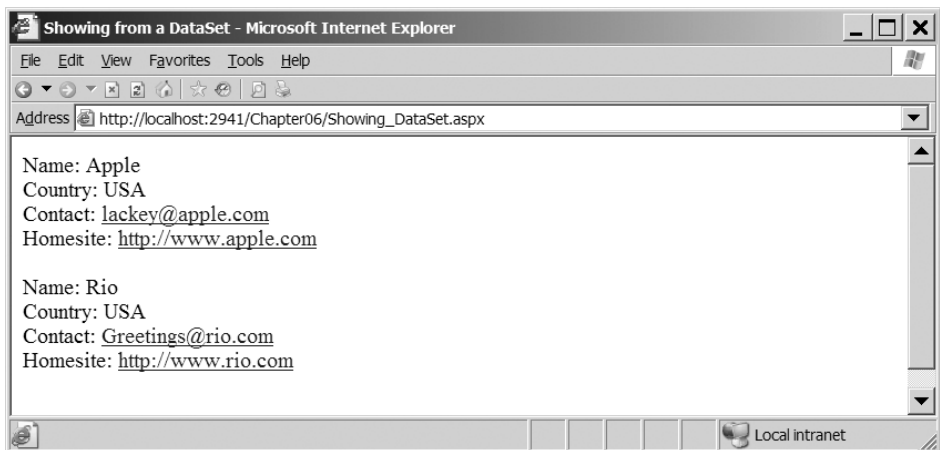 Showing from a DataSet - Microsoft Internet Explorer
File Edit View Favorites Tools Help
Address http://localhost:2941/Chapter06/Showing_DataSet.aspx
Name: Apple
Country: USA
Contact: lackey@apple.com
Homesite: http://www.apple.com
Name: Rio
Country: USA
Contact: Greetings@rio.com
Homesite: http://www.rio.com
Local intranet